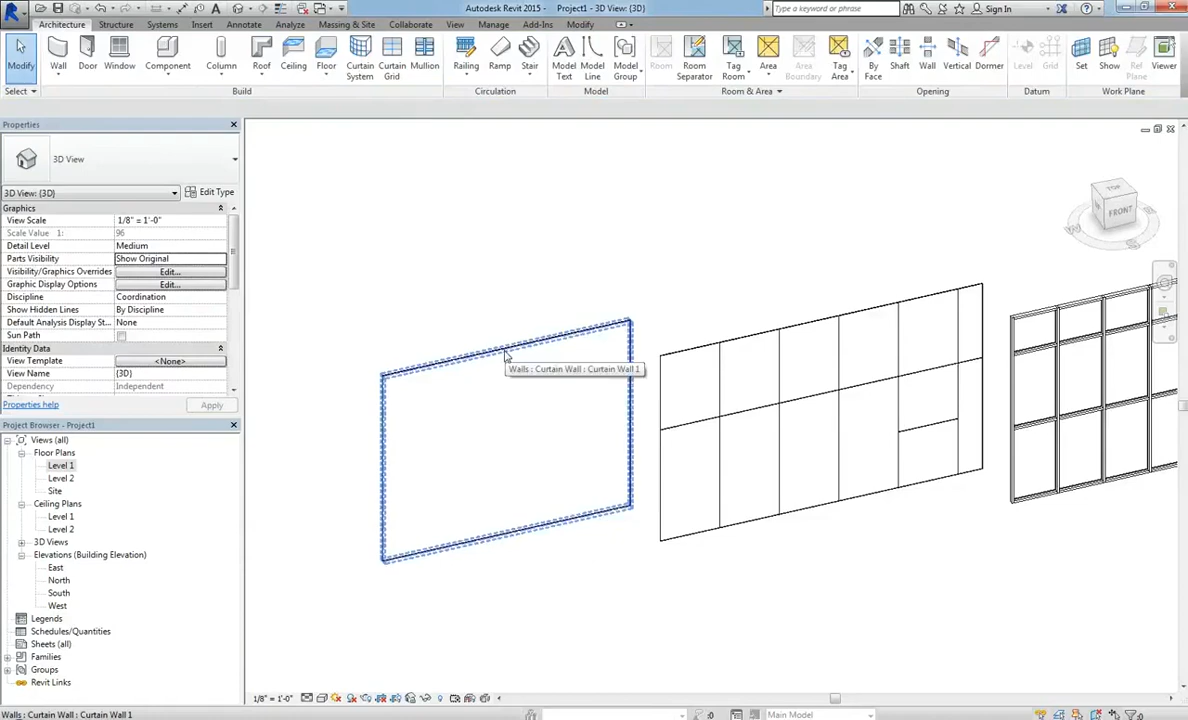 Autodesk Revit 2015 - Project1 - 3D View: {3D}
Type a keyword or phrase
Sign In
Architecture Structure Systems Insert Annotate Analyze Massing & Site Collaborate View Manage Add-Ins Modify
Modify Wall Door Window Component Column Roof Ceiling Floor Curtain System Curtain Grid Mullion Railing Ramp Stair Model Text Model Line Model Group Room Room Separator Tag Room Area Area Boundary Tag Area By Face Shaft Wall Vertical Dormer Level Grid Set Show Ref Plane Viewer
Select Build Circulation Model Room & Area Opening Datum Work Plane
Properties
3D View
3D View: {3D} Edit Type
Graphics
View Scale 1/8" = 1'-0"
Scale Value 1: 96
Detail Level Medium
Parts Visibility Show Original
Visibility/Graphics Overrides Edit...
Graphic Display Options Edit...
Discipline Coordination
Show Hidden Lines By Discipline
Default Analysis Display St... None
Sun Path
Identity Data
View Template <None>
View Name {3D}
Dependency Independent
Properties help Apply
Project Browser - Project1
Views (all)
Floor Plans
Level 1
Level 2
Site
Ceiling Plans
Level 1
Level 2
3D Views
Elevations (Building Elevation)
East
North
South
West
Legends
Schedules/Quantities
Sheets (all)
Families
Groups
Revit Links
TOP
FRONT
Walls : Curtain Wall : Curtain Wall 1
1/8" = 1'-0"
Walls : Curtain Wall : Curtain Wall 1
:0
Main Model
:0